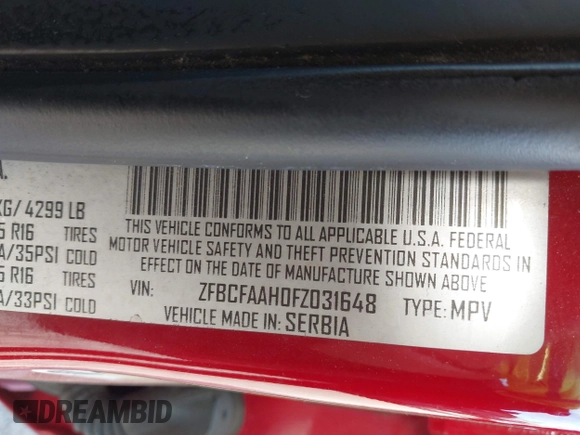 KG/ 4299 LB
5 R16 TIRES
A/35PSI COLD
5 R16 TIRES
A/33PSI COLD
THIS VEHICLE CONFORMS TO ALL APPLICABLE U.S.A. FEDERAL
MOTOR VEHICLE SAFETY AND THEFT PREVENTION STANDARDS IN
EFFECT ON THE DATE OF MANUFACTURE SHOWN ABOVE
VIN: ZFBCFAAH0FZ031648 TYPE: MPV
VEHICLE MADE IN: SERBIA
DREAMBID